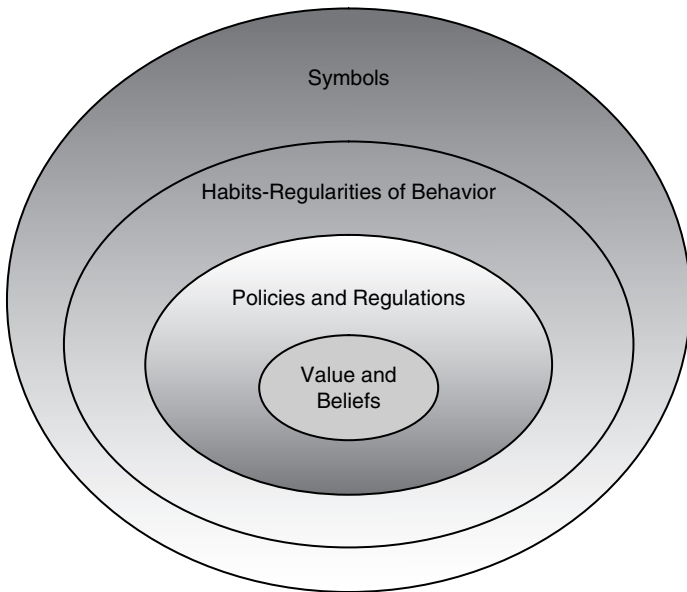 Symbols
Habits-Regularities of Behavior
Policies and Regulations
Value and
Beliefs